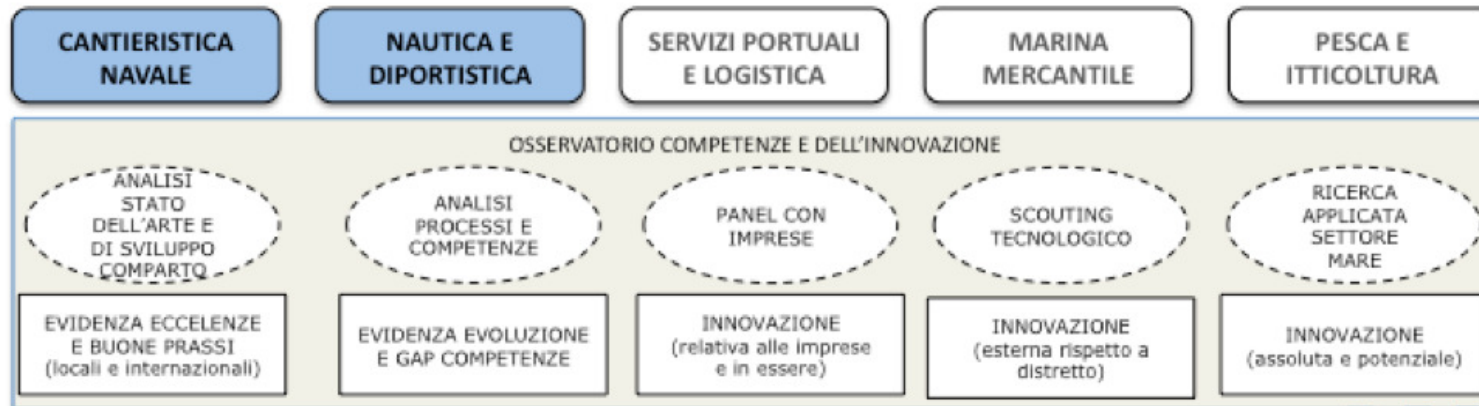 CANTIERISTICA
NAVALE
NAUTICA E
DIPORTISTICA
SERVIZI PORTUALI
E LOGISTICA
MARINA
MERCANTILE
PESCA E
ITTICOLTURA
OSSERVATORIO COMPETENZE E DELL'INNOVAZIONE
ANALISI
STATO
DELL'ARTE E
DI SVILUPPO
COMPARTO
ANALISI
PROCESSI E
COMPETENZE
PANEL CON
IMPRESE
SCOUTING
TECNOLOGICO
RICERCA
APPLICATA
SETTORE
MARE
EVIDENZA ECCELENZE
E BUONE PRASSI
(locali e internazionali)
EVIDENZA EVOLUZIONE
E GAP COMPETENZE
INNOVAZIONE
(relativa alle imprese
e in essere)
INNOVAZIONE
(esterna rispetto a
distretto)
INNOVAZIONE
(assoluta e potenziale)